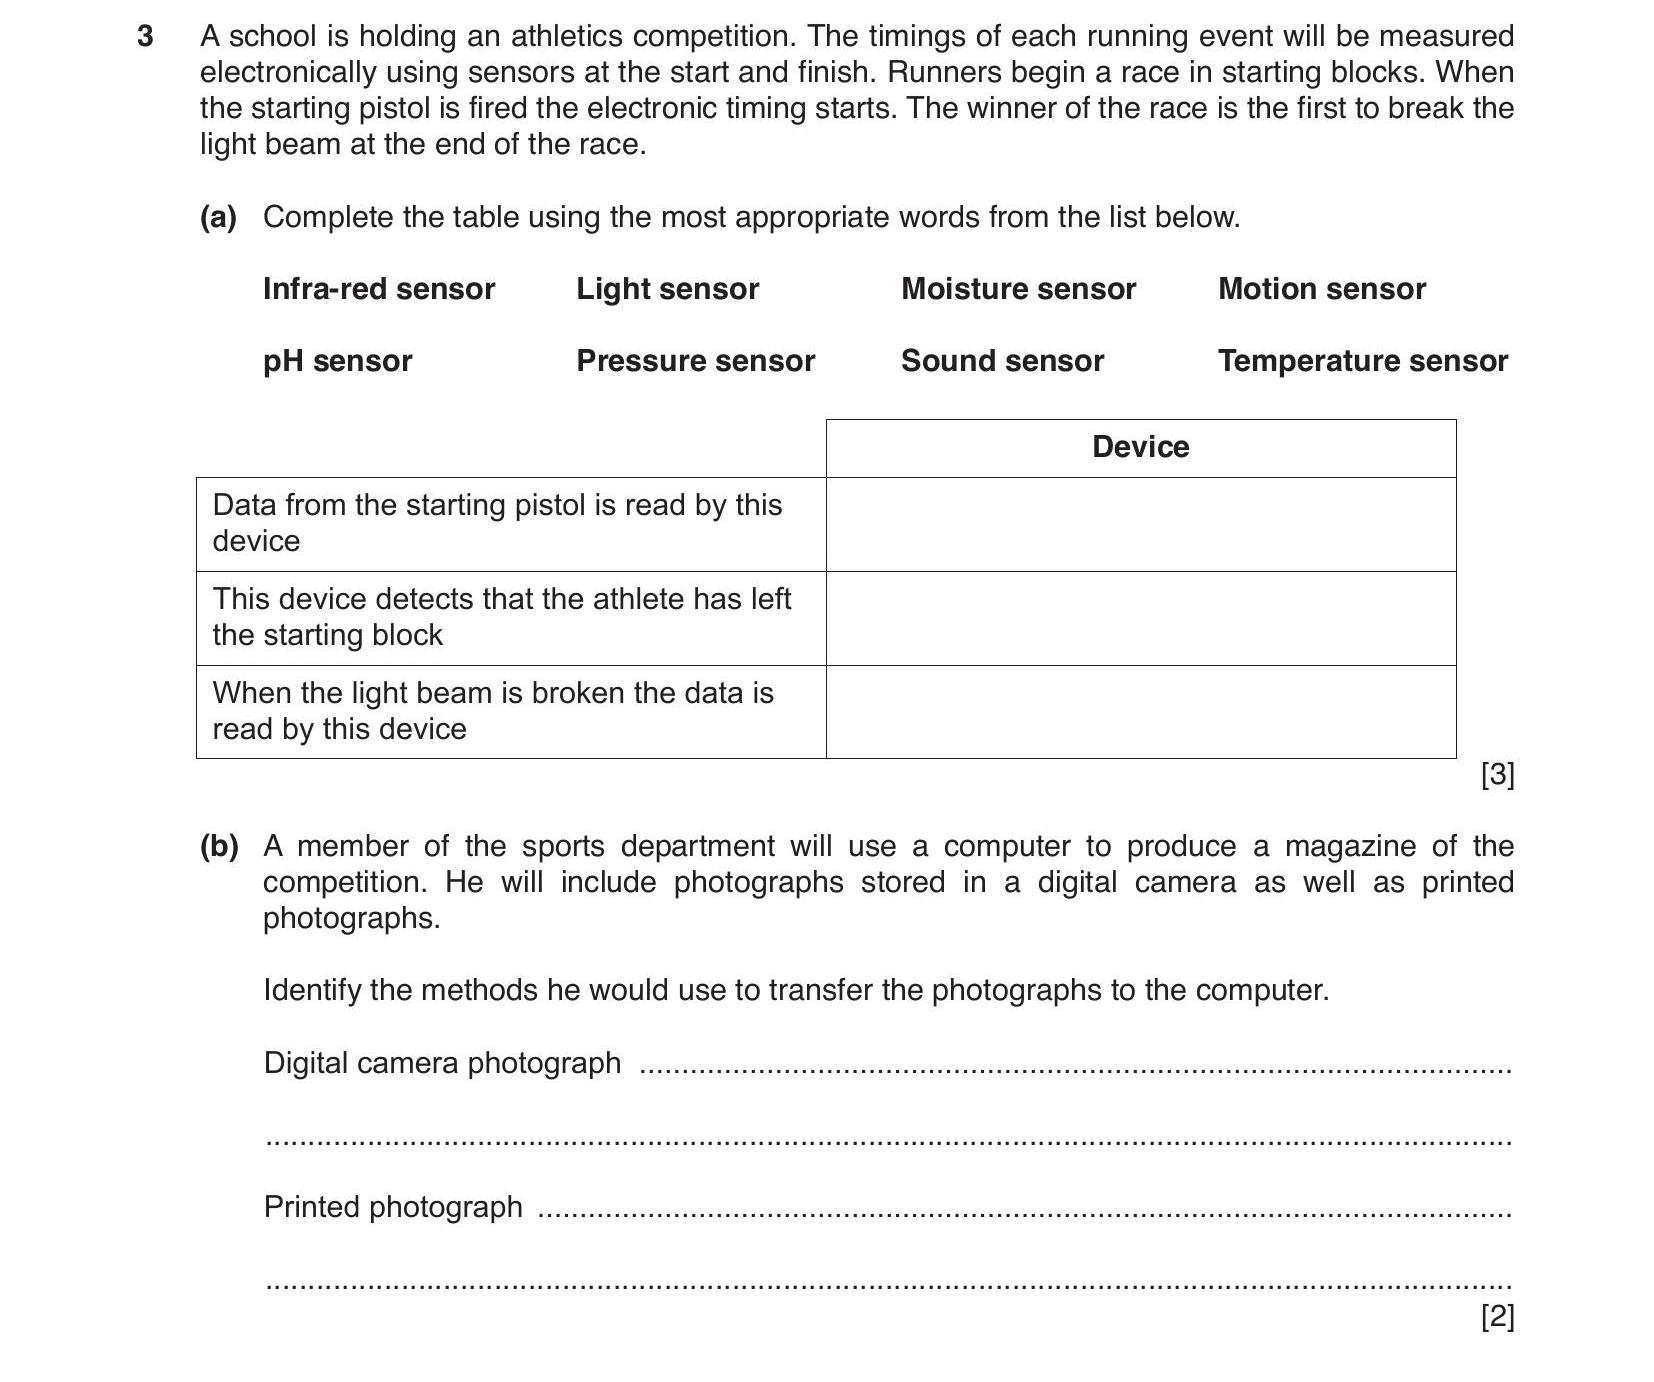 3 A school is holding an athletics competition. The timings of each running event will be measured
electronically using sensors at the start and finish. Runners begin a race in starting blocks. When
the starting pistol is fired the electronic timing starts. The winner of the race is the first to break the
light beam at the end of the race.
(a) Complete the table using the most appropriate words from the list below.
Infra-red sensor Light sensor Moisture sensor Motion sensor
pH sensor Pressure sensor Sound sensor Temperature sensor
Device
Data from the starting pistol is read by this
device
This device detects that the athlete has left
the starting block
When the light beam is broken the data is
read by this device
[3]
(b) A member of the sports department will use a computer to produce a magazine of the
competition. He will include photographs stored in a digital camera as well as printed
photographs.
Identify the methods he would use to transfer the photographs to the computer.
Digital camera photograph ..........................................................................................................
..........................................................................................................................................................
Printed photograph ......................................................................................................................
..........................................................................................................................................................
[2]